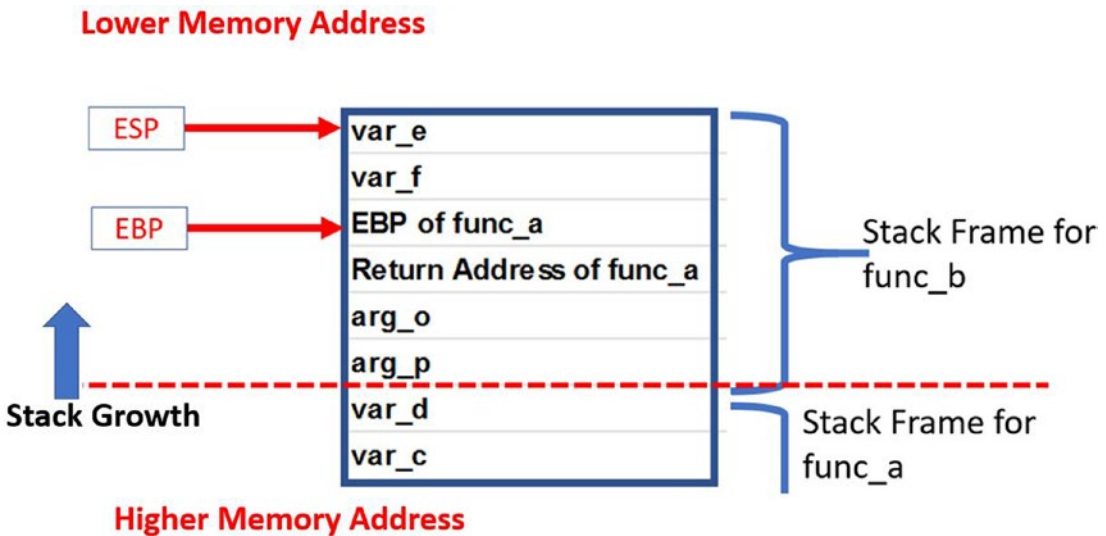 Lower Memory Address
ESP
var_e
var_f
EBP
EBP of func_a
Return Address of func_a
Stack Frame for
func_b
arg_o
arg_p
Stack Growth
var_d
Stack Frame for
func_a
var_c
Higher Memory Address